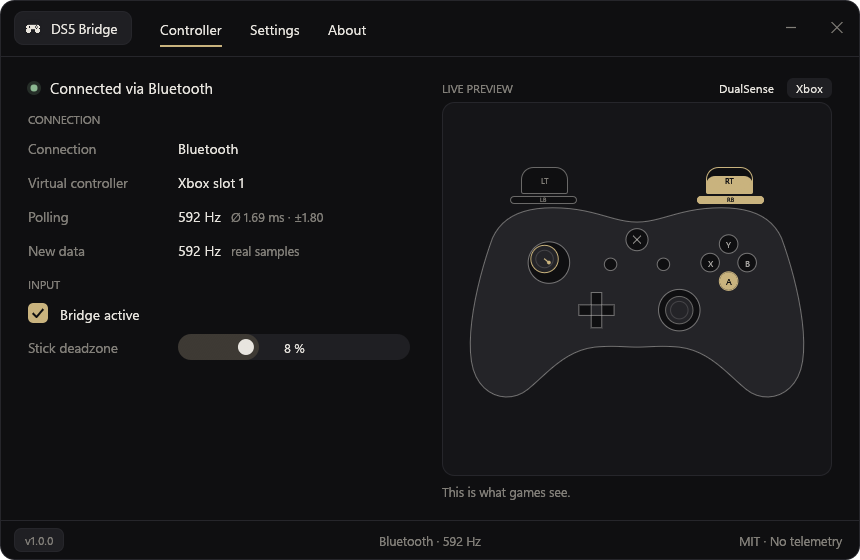 DS5 Bridge
Controller
Settings
About
Connected via Bluetooth
CONNECTION
Connection Bluetooth
Virtual controller Xbox slot 1
Polling 592 Hz Ø 1.69 ms · ±1.80
New data 592 Hz real samples
INPUT
Bridge active
Stick deadzone 8 %
LIVE PREVIEW
DualSense
Xbox
LT
RT
LB
RB
Y
X
B
A
This is what games see.
v1.0.0
Bluetooth · 592 Hz
MIT · No telemetry